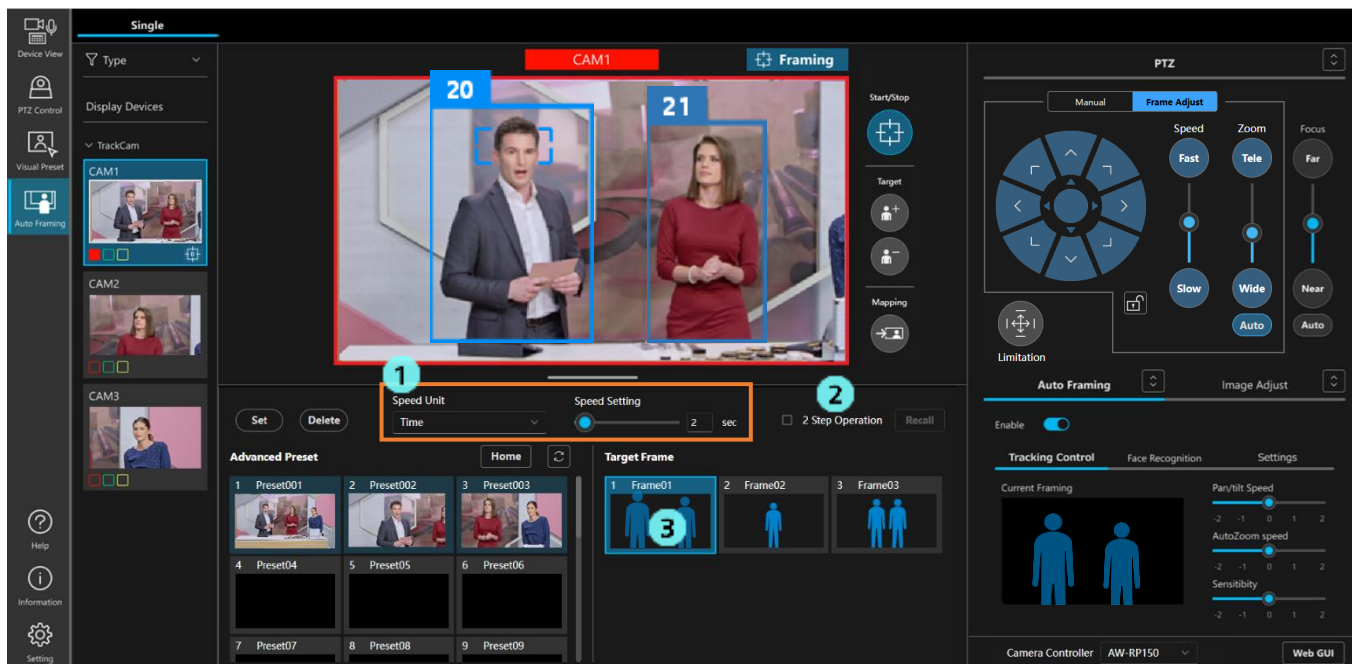 Device View
PTZ Control
Visual Preset
Auto Framing
Help
Information
Setting
Single
Type
Display Devices
TrackCam
CAM1
CAM2
CAM3
CAM1
Framing
20
21
Start/Stop
Target
Mapping
1
Speed Unit
Speed Setting
2
Set
Delete
Time
2
sec
2 Step Operation
Recall
Advanced Preset
Home
1 Preset001
2 Preset002
3 Preset003
4 Preset04
5 Preset05
6 Preset06
7 Preset07
8 Preset08
9 Preset09
Target Frame
1 Frame01
2 Frame02
3 Frame03
3
PTZ
Manual
Frame Adjust
Speed
Zoom
Focus
Fast
Tele
Far
Slow
Wide
Near
Auto
Auto
Limitation
Auto Framing
Image Adjust
Enable
Tracking Control
Face Recognition
Settings
Current Framing
Pan/tilt Speed
-2 -1 0 1 2
AutoZoom speed
-2 -1 0 1 2
Sensitibity
-2 -1 0 1 2
Camera Controller
AW-RP150
Web GUI